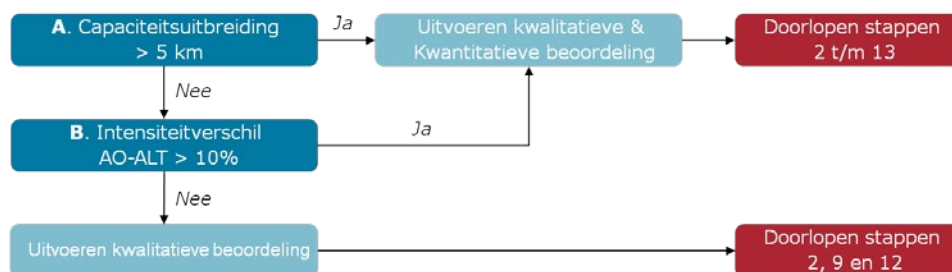 A. Capaciteitsuitbreiding
> 5 km
Ja
Uitvoeren kwalitatieve &
Kwantitatieve beoordeling
Doorlopen stappen
2 t/m 13
Nee
B. Intensiteitverschil
AO-ALT > 10%
Ja
Nee
Uitvoeren kwalitatieve beoordeling
Doorlopen stappen
2, 9 en 12